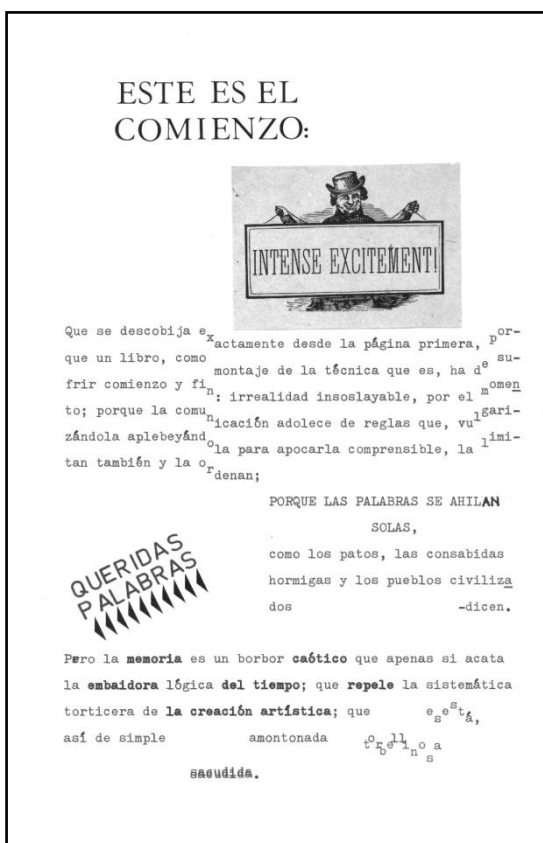 ESTE ES EL
COMIENZO:
INTENSE EXCITEMENT!
Que se descobija exactamente desde la página primera, por-
que un libro, como montaje de la técnica que es, ha de su-
frir comienzo y fin: irrealidad insoslayable, por el momen
to; porque la comunicación adolece de reglas que, vulgari-
zándola aplebeyándola para apocarla comprensible, la limi-
tan también y la ordenan;
PORQUE LAS PALABRAS SE AHILAN
SOLAS,
como los patos, las consabidas
hormigas y los pueblos civiliza
dos -dicen.
QUERIDAS
PALABRAS
Pero la memoria es un borbor caótico que apenas si acata
la embaidora lógica del tiempo; que repele la sistemática
torticera de la creación artística; que se está,
así de simple amontonada torbellinosa
sacudida.